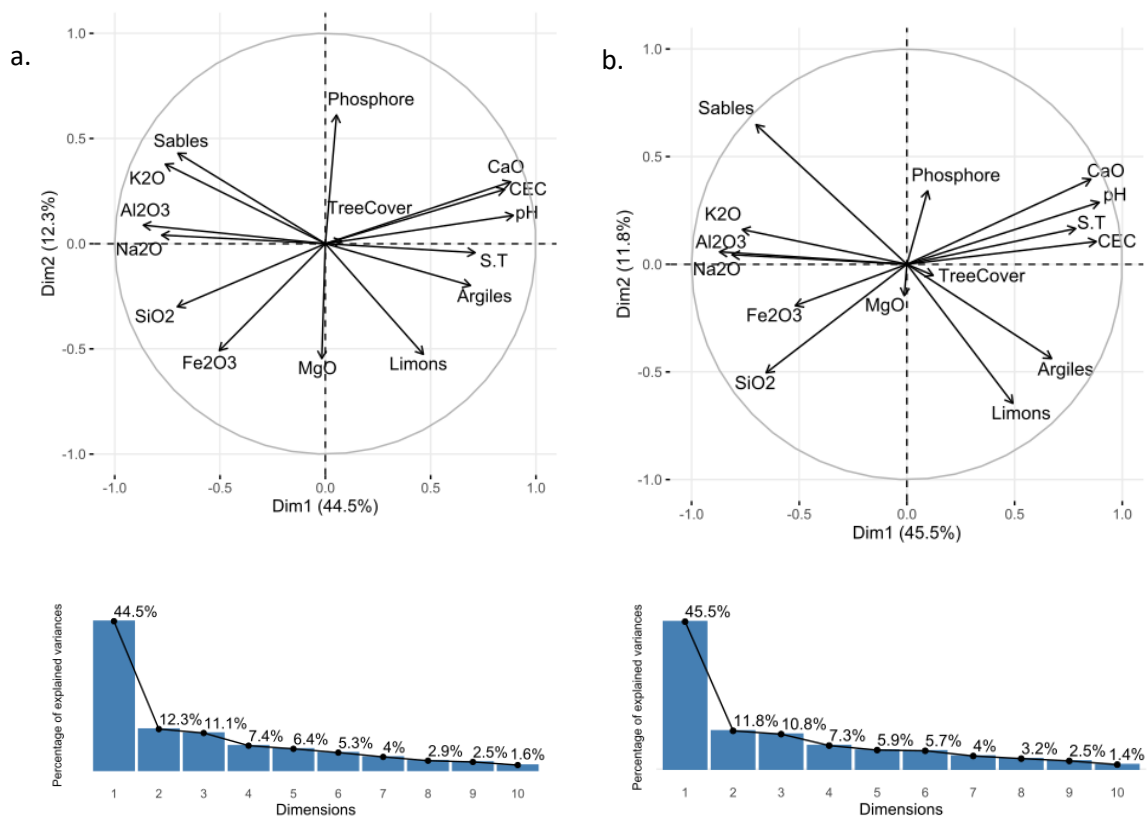 a.
1.0
0.5
0.0
-0.5
-1.0
Dim2 (12.3%)
Phosphore
Sables
K2O
CaO
CEC
Al2O3
TreeCover
pH
Na2O
S.T
SiO2
Argiles
Fe2O3
MgO
Limons
-1.0 -0.5 0.0 0.5 1.0
Dim1 (44.5%)
b.
1.0
0.5
0.0
-0.5
-1.0
Dim2 (11.8%)
Sables
Phosphore
CaO
pH
K2O
S.T
Al2O3
CEC
Na2O
TreeCover
MgO
Fe2O3
SiO2
Argiles
Limons
-1.0 -0.5 0.0 0.5 1.0
Dim1 (45.5%)
Percentage of explained variances
44.5%
12.3% 11.1% 7.4% 6.4% 5.3% 4% 2.9% 2.5% 1.6%
1 2 3 4 5 6 7 8 9 10
Dimensions
Percentage of explained variances
45.5%
11.8% 10.8% 7.3% 5.9% 5.7% 4% 3.2% 2.5% 1.4%
1 2 3 4 5 6 7 8 9 10
Dimensions